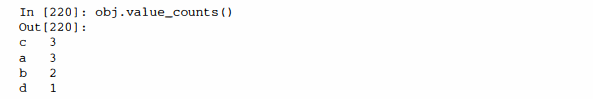 In [220]: obj.value_counts()
Out[220]:
c 3
a 3
b 2
d 1